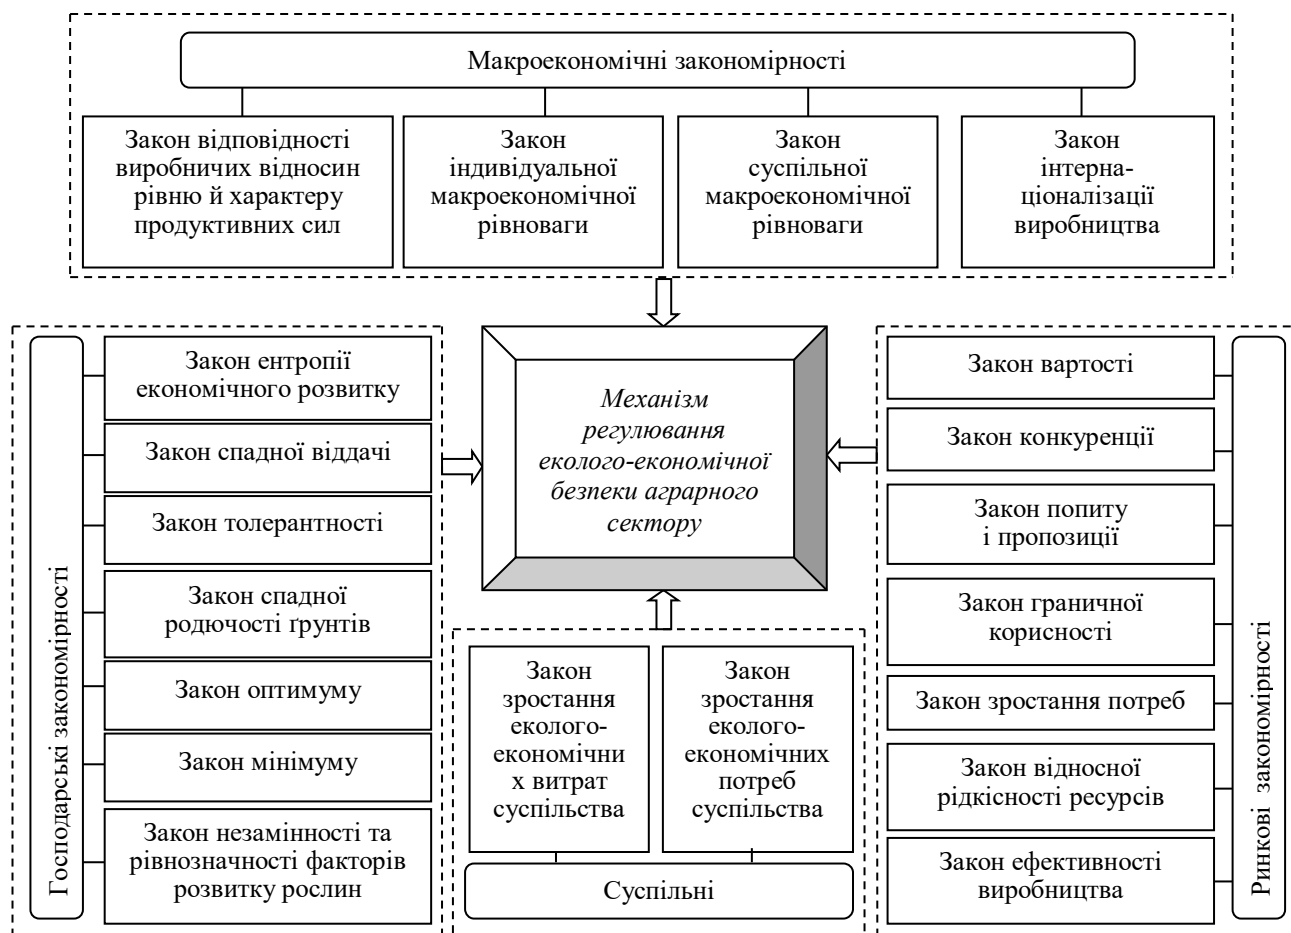 Макроекономічні закономірності
Закон відповідності
виробничих відносин
рівню й характеру
продуктивних сил
Закон
індивідуальної
макроекономічної
рівноваги
Закон
суспільної
макроекономічної
рівноваги
Закон
інтерна-
ціоналізації
виробництва
Господарські закономірності
Закон ентропії
економічного розвитку
Закон спадної віддачі
Закон толерантності
Закон спадної
родючості ґрунтів
Закон оптимуму
Закон мінімуму
Закон незамінності та
рівнозначності факторів
розвитку рослин
Механізм
регулювання
еколого-економічної
безпеки аграрного
сектору
Закон
зростання
еколого-
економічни
х витрат
суспільства
Закон
зростання
еколого-
економічних
потреб
суспільства
Суспільні
Закон вартості
Закон конкуренції
Закон попиту
і пропозиції
Закон граничної
корисності
Закон зростання потреб
Закон відносної
рідкісності ресурсів
Закон ефективності
виробництва
Ринкові закономірності